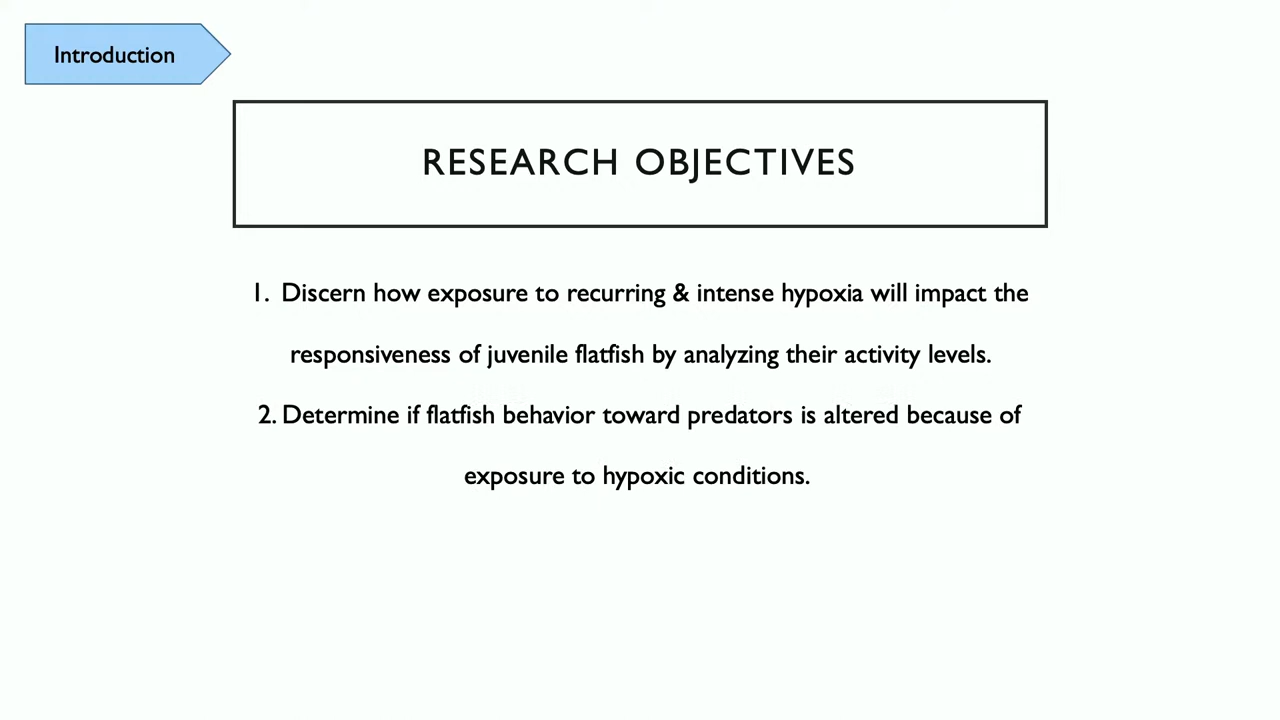 Introduction
RESEARCH OBJECTIVES
1. Discern how exposure to recurring & intense hypoxia will impact the
responsiveness of juvenile flatfish by analyzing their activity levels.
2. Determine if flatfish behavior toward predators is altered because of
exposure to hypoxic conditions.